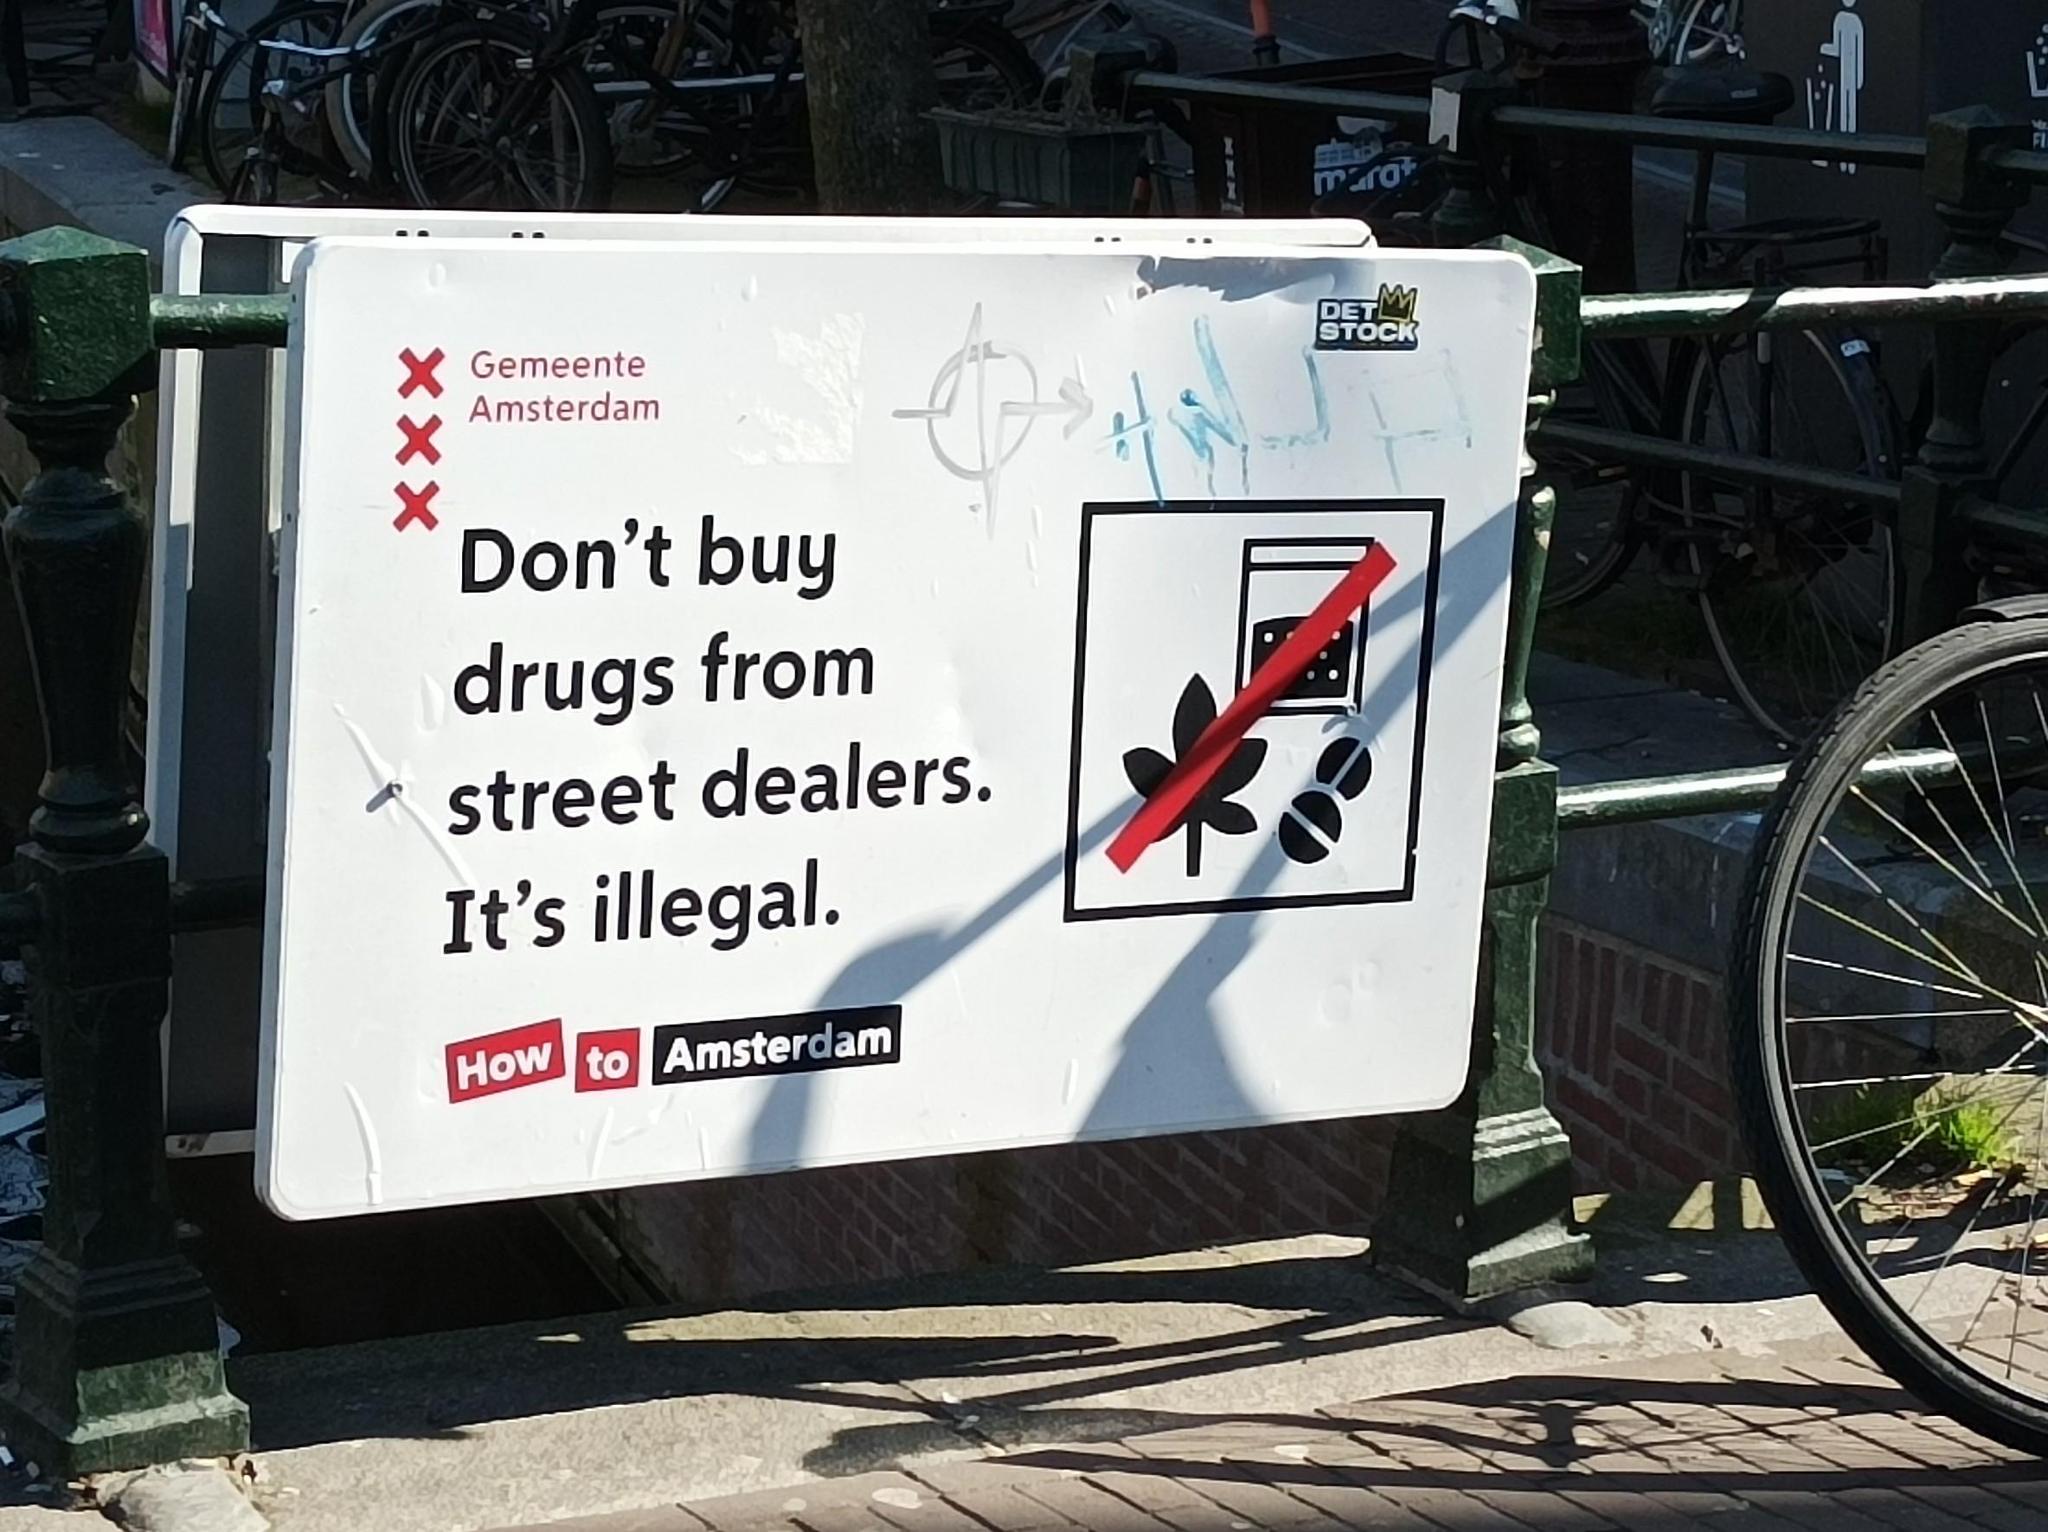 Gemeente
Amsterdam
DET
STOCK
Don't buy
drugs from
street dealers.
It's illegal.
How to Amsterdam